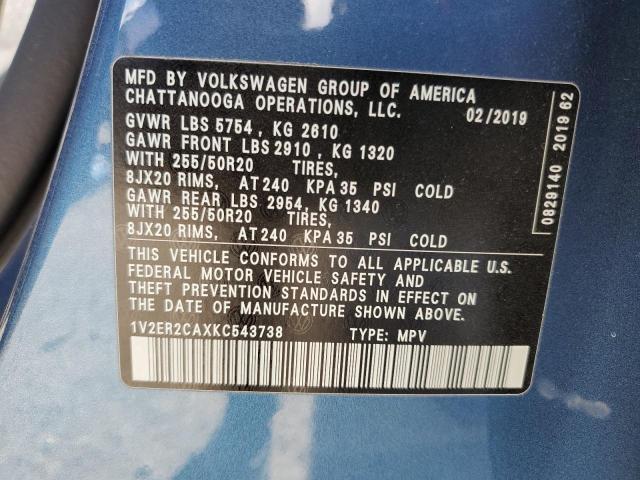 MFD BY VOLKSWAGEN GROUP OF AMERICA
CHATTANOOGA OPERATIONS, LLC. 02/2019
GVWR LBS 5754 , KG 2610
GAWR FRONT LBS 2910 , KG 1320
WITH 255/50R20 TIRES,
8JX20 RIMS, AT 240 KPA 35 PSI COLD
GAWR REAR LBS 2954, KG 1340
WITH 255/50R20 TIRES,
8JX20 RIMS, AT 240 KPA 35 PSI COLD
THIS VEHICLE CONFORMS TO ALL APPLICABLE U.S.
FEDERAL MOTOR VEHICLE SAFETY AND
THEFT PREVENTION STANDARDS IN EFFECT ON
THE DATE OF MANUFACTURE SHOWN ABOVE.
1V2ER2CAXKC543738 TYPE: MPV
0829140 2019 62